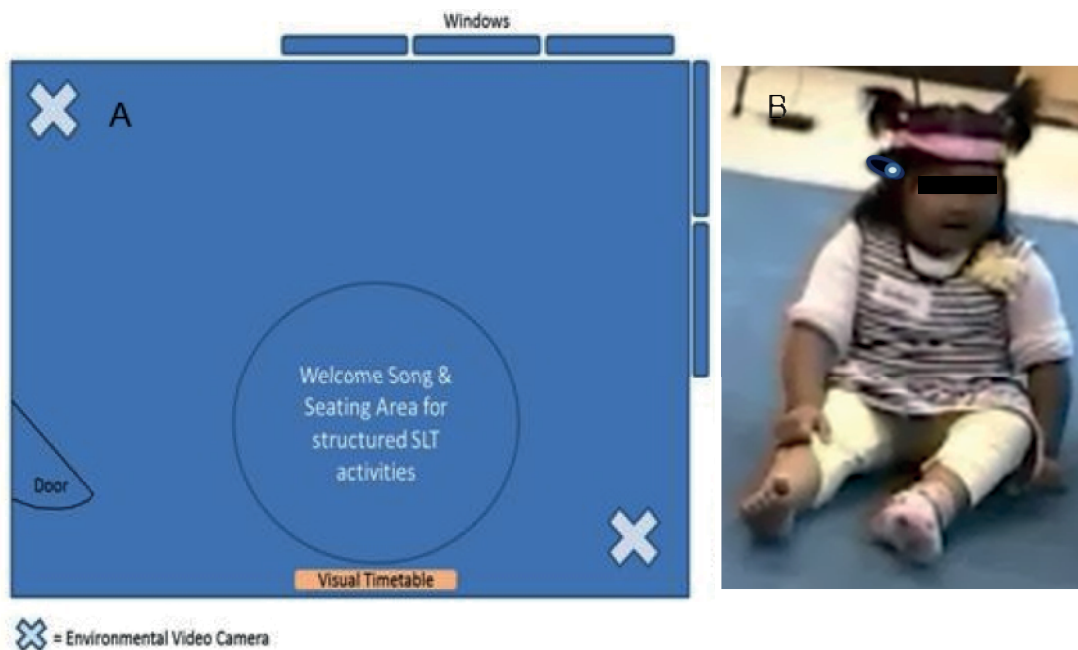 Windows
A
B
Welcome Song &
Seating Area for
structured SLT
activities
Door
Visual Timetable
= Environmental Video Camera